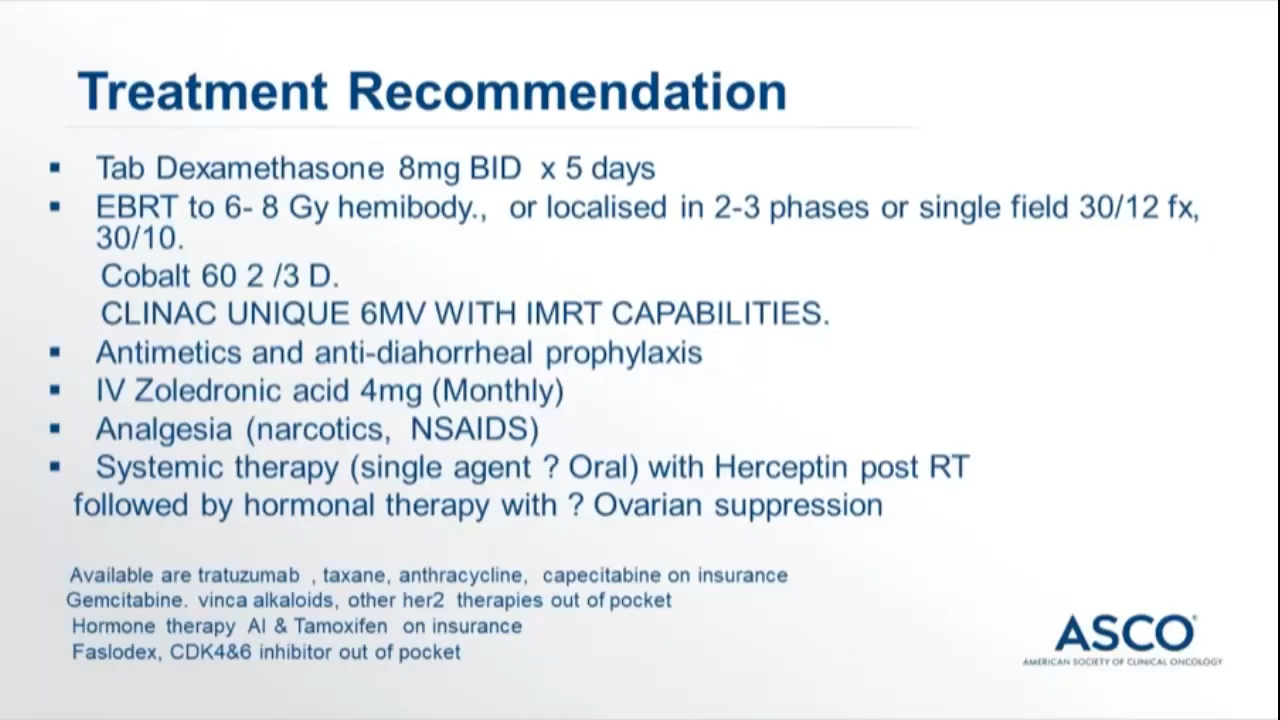 Treatment Recommendation
▪ Tab Dexamethasone 8mg BID x 5 days
▪ EBRT to 6- 8 Gy hemibody., or localised in 2-3 phases or single field 30/12 fx,
30/10.
Cobalt 60 2 /3 D.
CLINAC UNIQUE 6MV WITH IMRT CAPABILITIES.
▪ Antimetics and anti-diahorrheal prophylaxis
▪ IV Zoledronic acid 4mg (Monthly)
▪ Analgesia (narcotics, NSAIDS)
▪ Systemic therapy (single agent ? Oral) with Herceptin post RT
followed by hormonal therapy with ? Ovarian suppression
Available are tratuzumab , taxane, anthracycline, capecitabine on insurance
Gemcitabine. vinca alkaloids, other her2 therapies out of pocket
Hormone therapy AI & Tamoxifen on insurance
Faslodex, CDK4&6 inhibitor out of pocket
ASCO
AMERICAN SOCIETY OF CLINICAL ONCOLOGY